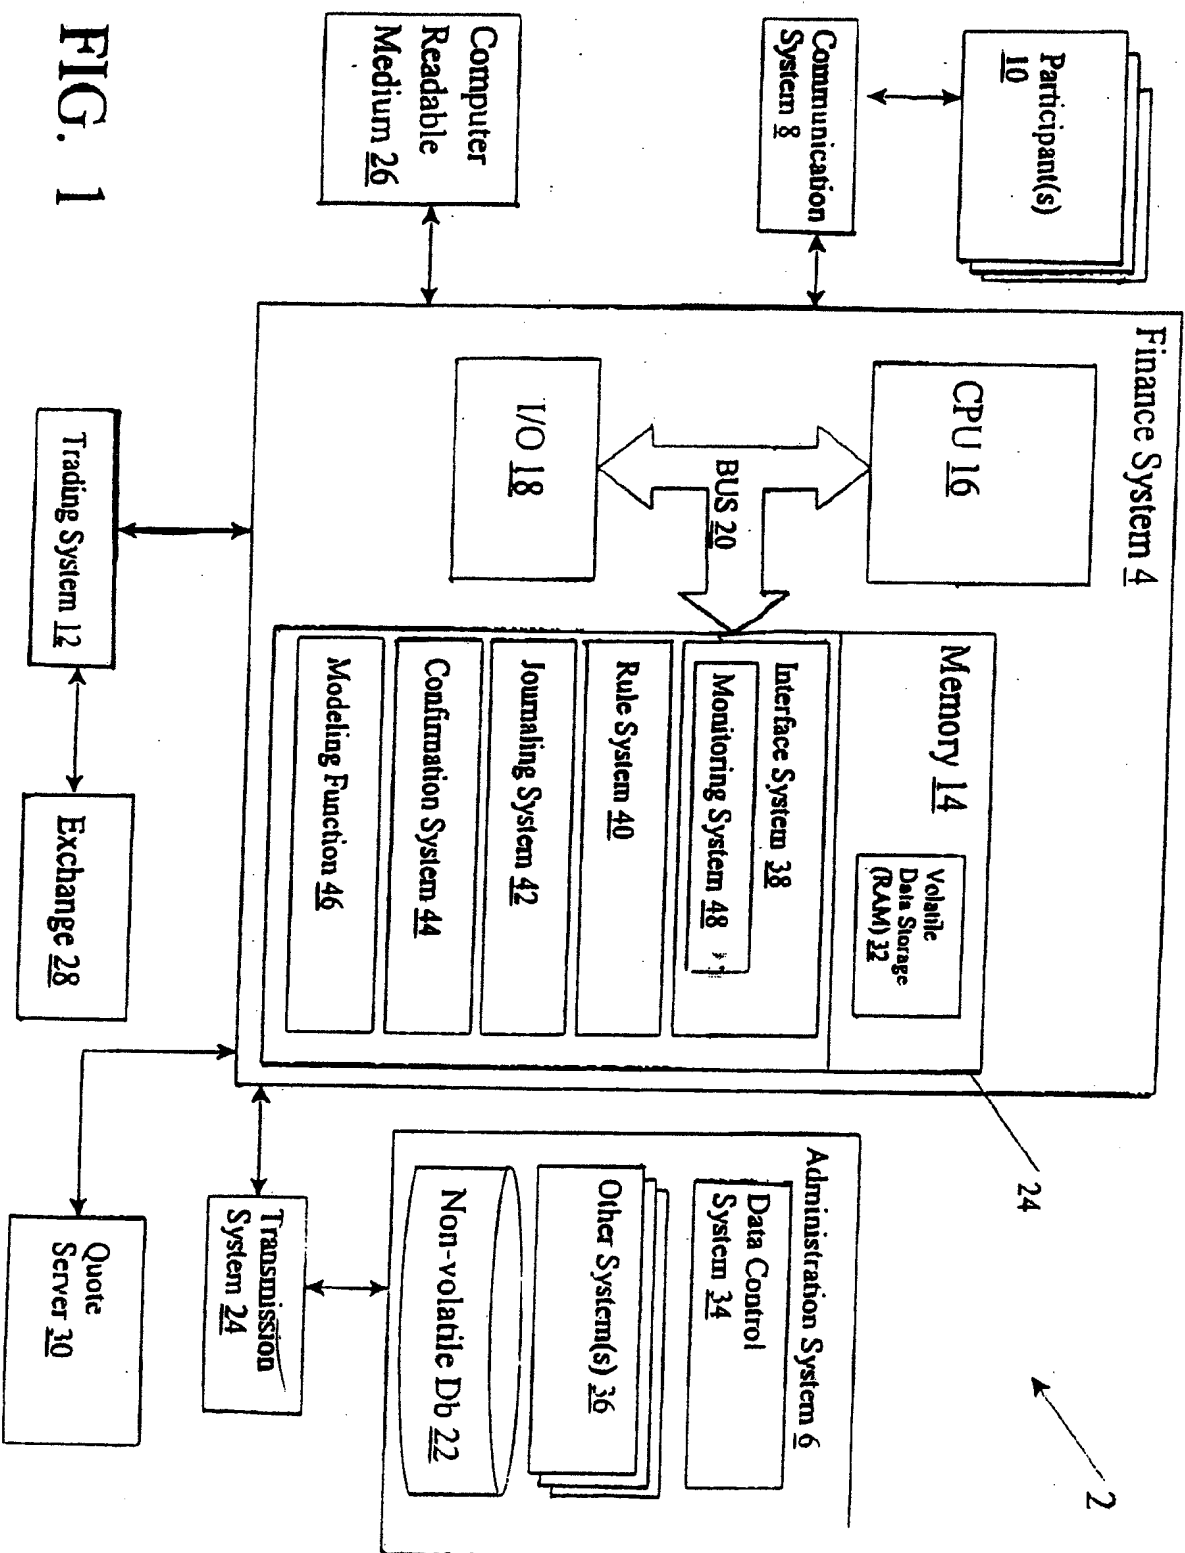 2
Participant(s)
10
Communication
System 8
Computer
Readable
Medium 26
Finance System 4
CPU 16
BUS 20
I/O 18
Memory 14
Volatile
Data Storage
(RAM) 32
Interface System 38
Monitoring System 48
Rule System 40
Journaling System 42
Confirmation System 44
Modeling Function 46
24
Administration System 6
Data Control
System 34
Other System(s) 36
Non-volatile Db 22
Transmission
System 24
Trading System 12
Exchange 28
Quote
Server 30
FIG. 1